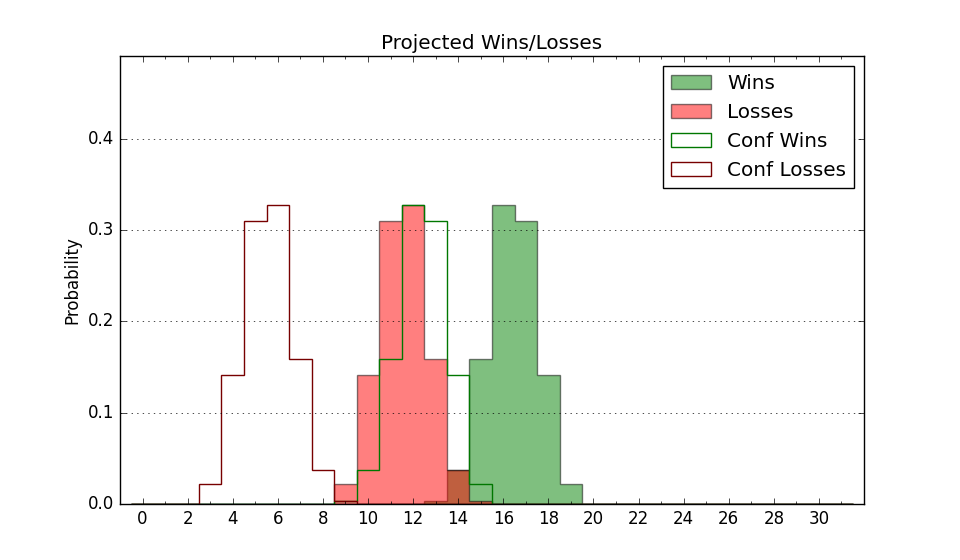 Projected Wins/Losses
Wins
Losses
Conf Wins
Conf Losses
Probability
0.4
0.3
0.2
0.1
0.0
0 2 4 6 8 10 12 14 16 18 20 22 24 26 28 30